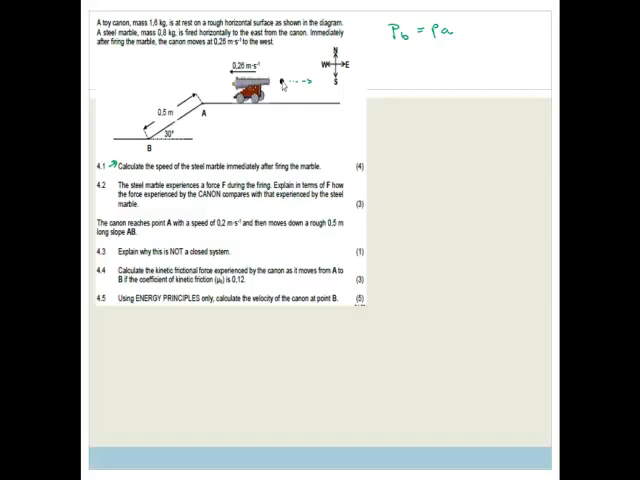 A toy canon, mass 1,6 kg, is at rest on a rough horizontal surface as shown in the diagram.
A steel marble, mass 0,8 kg, is fired horizontally to the east from the canon. Immediately
after firing the marble, the canon moves at 0,26 m·s⁻¹ to the west.
P_b = P_a
N
W E
S
0,26 m·s⁻¹
0,5 m
A
30°
B
4.1 Calculate the speed of the steel marble immediately after firing the marble. (4)
4.2 The steel marble experiences a force F during the firing. Explain in terms of F how
the force experienced by the CANON compares with that experienced by the steel
marble. (3)
The canon reaches point A with a speed of 0,2 m·s⁻¹ and then moves down a rough 0,5 m
long slope AB.
4.3 Explain why this is NOT a closed system. (1)
4.4 Calculate the kinetic frictional force experienced by the canon as it moves from A to
B if the coefficient of kinetic friction (μₖ) is 0,12. (3)
4.5 Using ENERGY PRINCIPLES only, calculate the velocity of the canon at point B. (5)